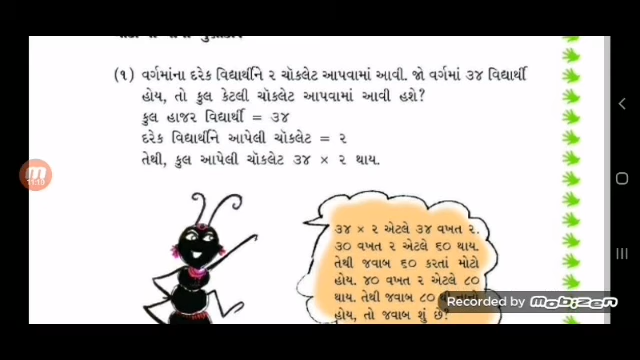 (૧) વર્ગમાંના દરેક વિદ્યાર્થીને ૨ ચૉકલેટ આપવામાં આવી. જો વર્ગમાં ૩૪ વિદ્યાર્થી
હોય, તો કુલ કેટલી ચૉકલેટ આપવામાં આવી હશે?
કુલ હાજર વિદ્યાર્થી = ૩૪
દરેક વિદ્યાર્થીને આપેલી ચૉકલેટ = ૨
તેથી, કુલ આપેલી ચૉકલેટ ૩૪ × ૨ થાય.
11:10
૩૪ × ૨ એટલે ૩૪ વખત ૨.
૩૦ વખત ૨ એટલે ૬૦ થાય.
તેથી જવાબ ૬૦ કરતાં મોટો
હોય. ૪૦ વખત ૨ એટલે ૮૦
થાય. તેથી જવાબ ૮૦
હોય, તો જવાબ શું છે?
Recorded by Mobizen